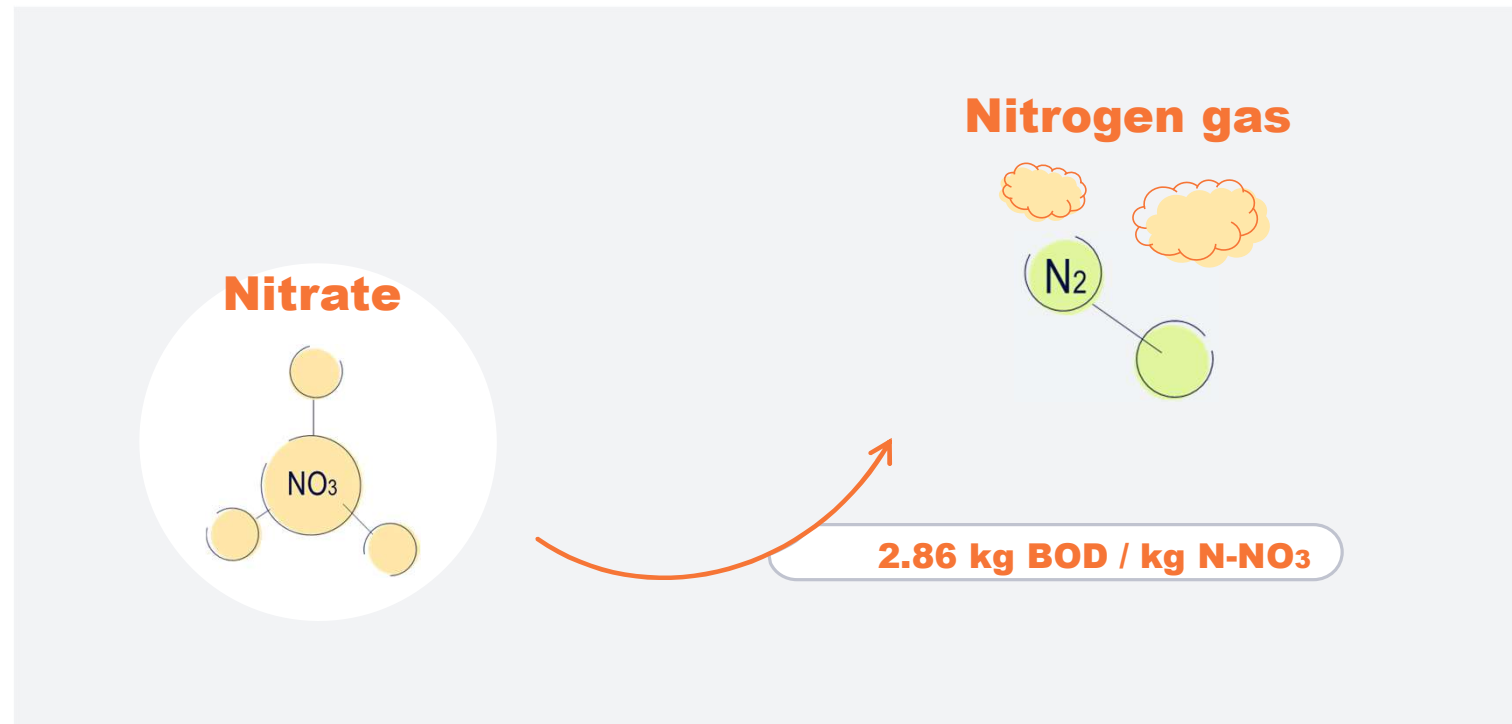 Nitrogen gas
N2
Nitrate
NO3
2.86 kg BOD / kg N-NO3